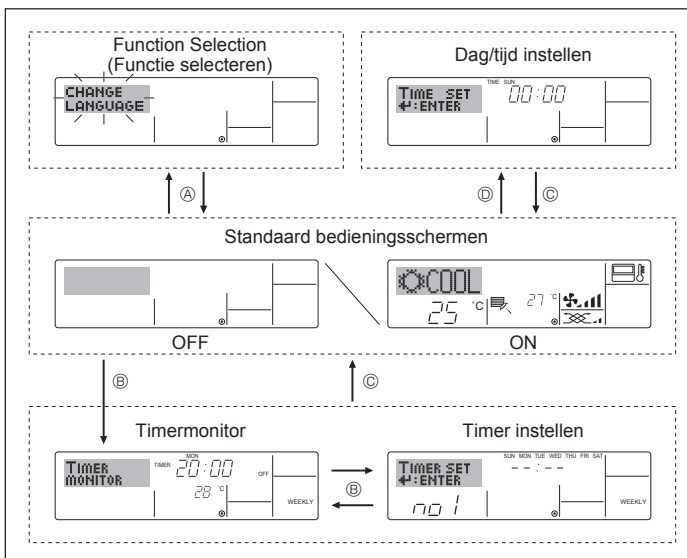 Function Selection
(Functie selecteren)
CHANGE
LANGUAGE
Dag/tijd instellen
TIME SUN
TIME SET
↵:ENTER
00:00
Ⓐ
Ⓓ
Ⓒ
Standaard bedieningsschermen
OFF
COOL
25 °C
27 °C
ON
Ⓑ
Ⓒ
Timermonitor
TIMER
MONITOR
MON
TIMER
20:00
OFF
28 °C
WEEKLY
Ⓑ
Timer instellen
SUN MON TUE WED THU FRI SAT
TIMER SET
↵:ENTER
--:--
no 1
WEEKLY